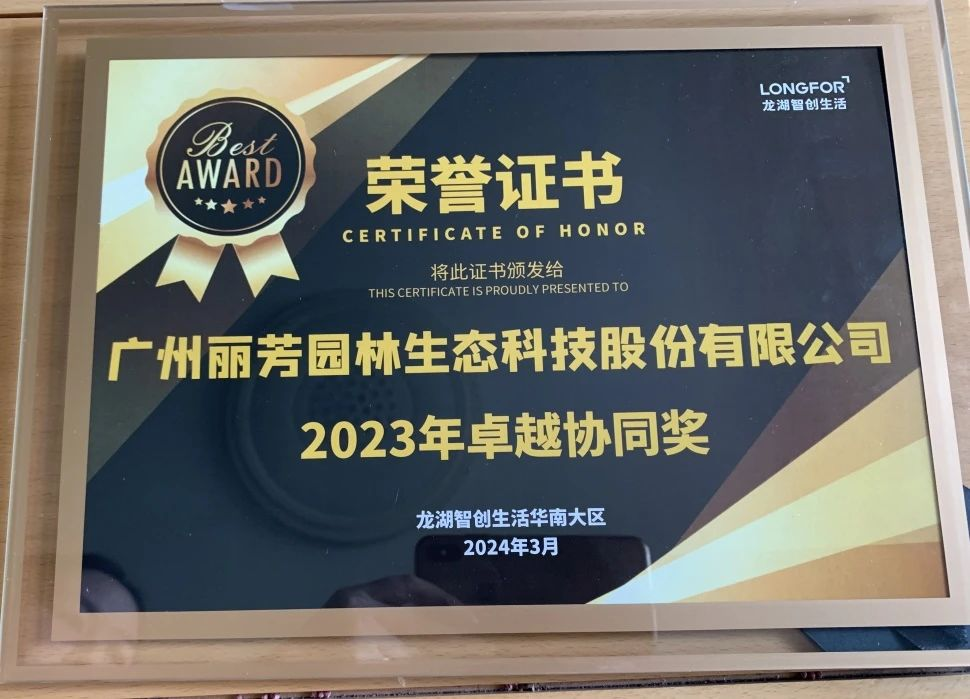 LONGFOR
龙湖智创生活
Best
AWARD
荣誉证书
CERTIFICATE OF HONOR
将此证书颁发给
THIS CERTIFICATE IS PROUDLY PRESENTED TO
广州丽芳园林生态科技股份有限公司
2023年卓越协同奖
龙湖智创生活华南大区
2024年3月